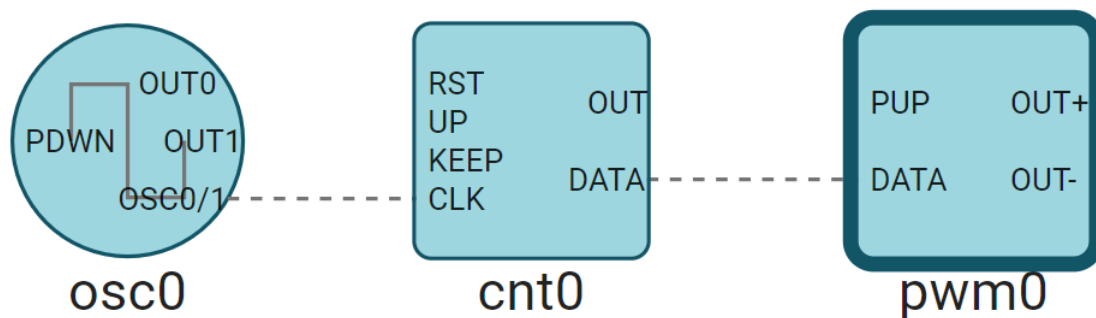 OUT0
PDWN
OUT1
OSC0/1
osc0
RST
UP
KEEP
CLK
OUT
DATA
cnt0
PUP
OUT+
DATA
OUT-
pwm0